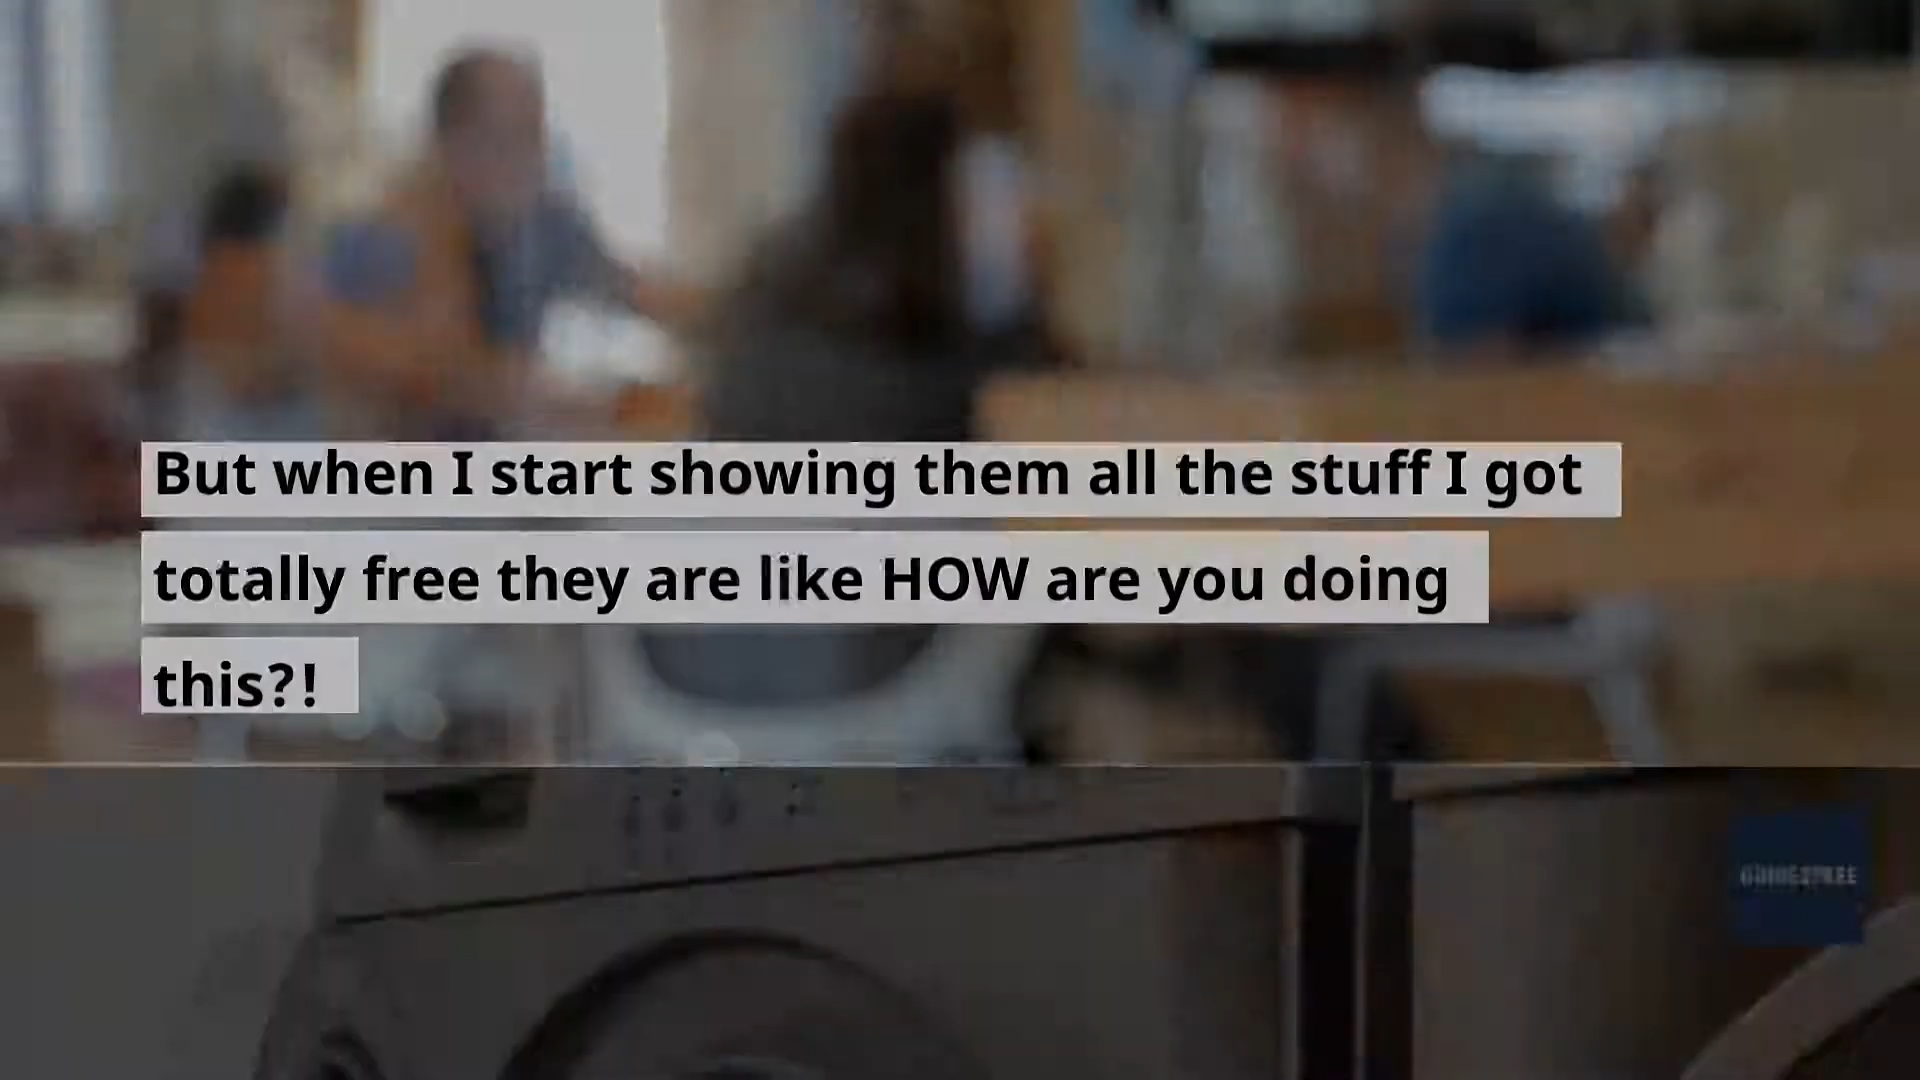 But when I start showing them all the stuff I got
totally free they are like HOW are you doing
this?!